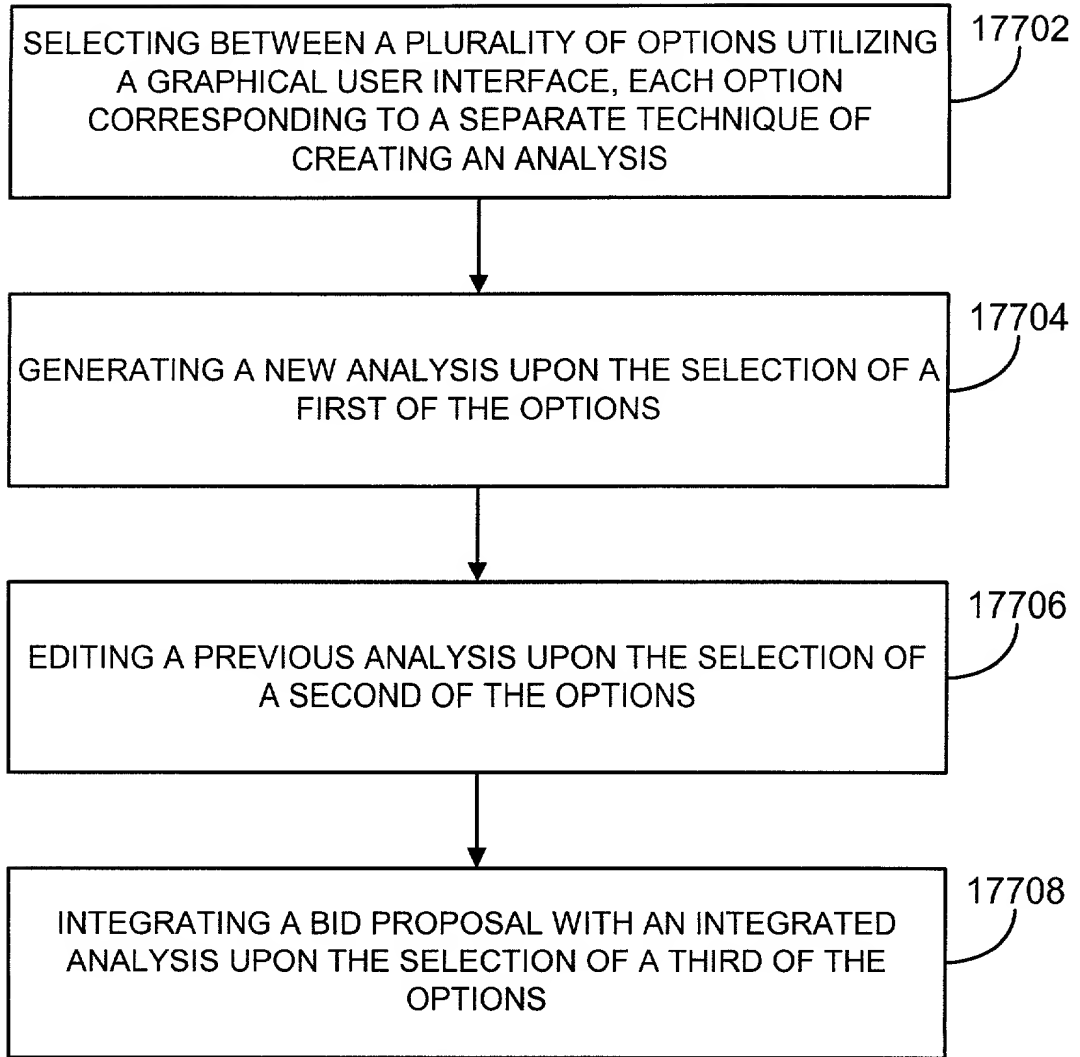 SELECTING BETWEEN A PLURALITY OF OPTIONS UTILIZING
A GRAPHICAL USER INTERFACE, EACH OPTION
CORRESPONDING TO A SEPARATE TECHNIQUE OF
CREATING AN ANALYSIS
17702
GENERATING A NEW ANALYSIS UPON THE SELECTION OF A
FIRST OF THE OPTIONS
17704
EDITING A PREVIOUS ANALYSIS UPON THE SELECTION OF
A SECOND OF THE OPTIONS
17706
INTEGRATING A BID PROPOSAL WITH AN INTEGRATED
ANALYSIS UPON THE SELECTION OF A THIRD OF THE
OPTIONS
17708